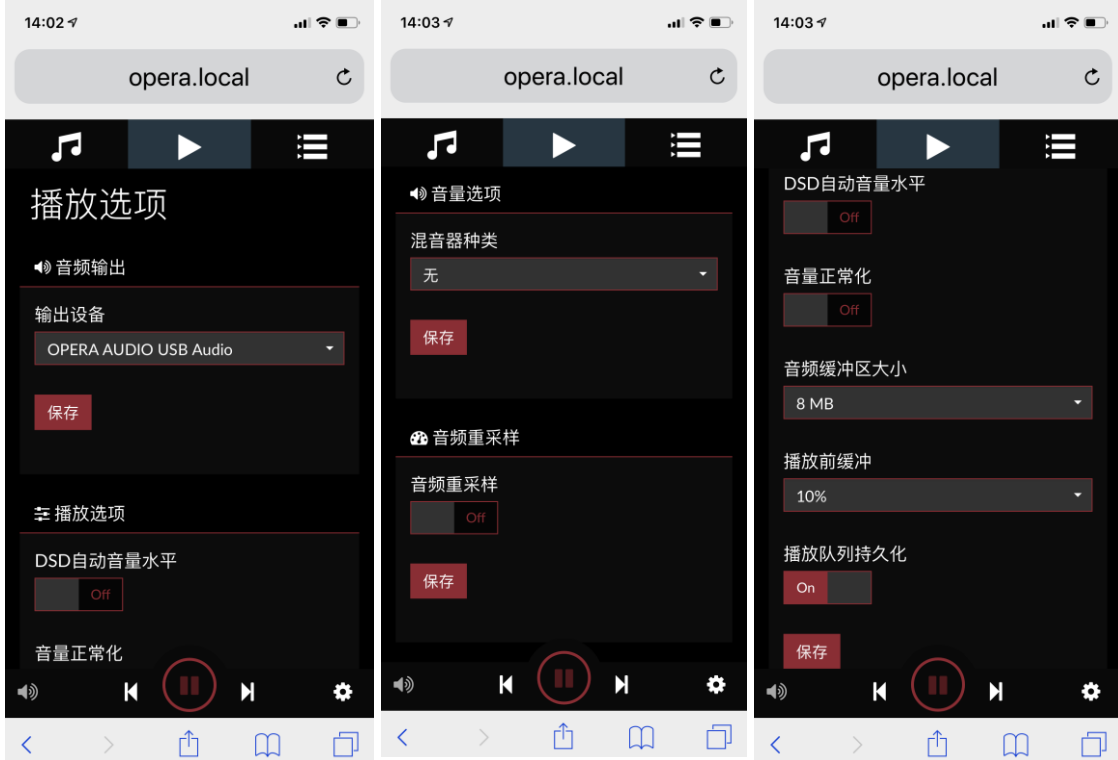 14:02
opera.local
播放选项
音频输出
输出设备
OPERA AUDIO USB Audio
保存
播放选项
DSD自动音量水平
Off
音量正常化
14:03
opera.local
音量选项
混音器种类
无
保存
音频重采样
音频重采样
Off
保存
14:03
opera.local
DSD自动音量水平
Off
音量正常化
Off
音频缓冲区大小
8 MB
播放前缓冲
10%
播放队列持久化
On
保存